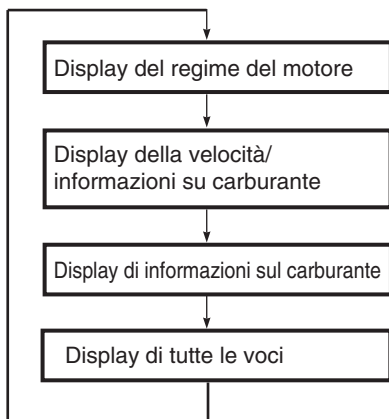 Display del regime del motore
Display della velocità/
informazioni su carburante
Display di informazioni sul carburante
Display di tutte le voci